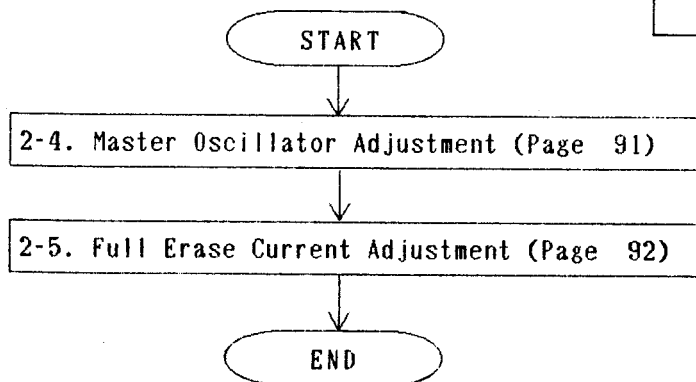 START
2-4. Master Oscillator Adjustment (Page 91)
2-5. Full Erase Current Adjustment (Page 92)
END